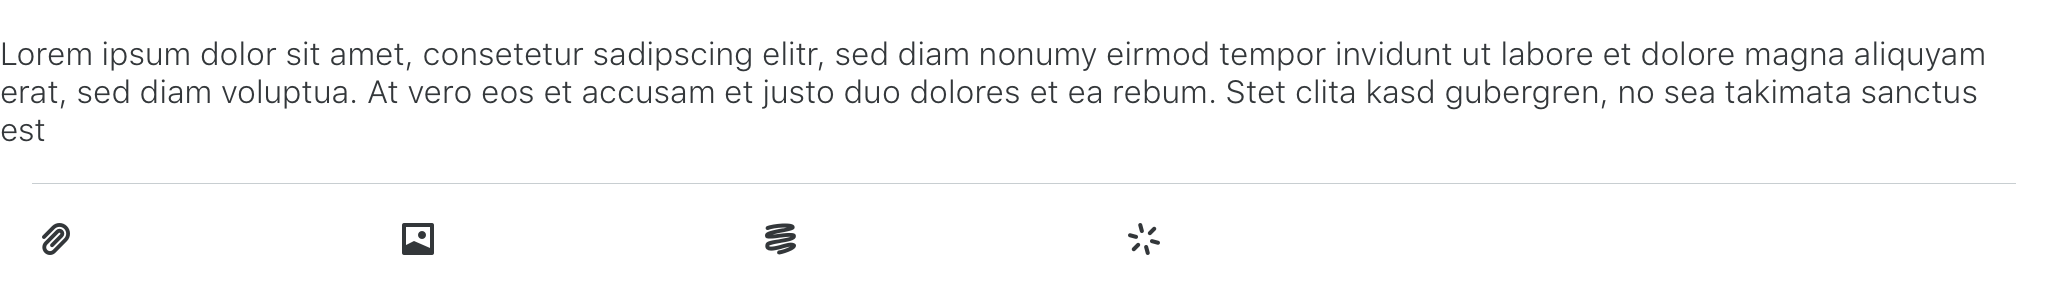 Lorem ipsum dolor sit amet, consetetur sadipscing elitr, sed diam nonumy eirmod tempor invidunt ut labore et dolore magna aliquyam
erat, sed diam voluptua. At vero eos et accusam et justo duo dolores et ea rebum. Stet clita kasd gubergren, no sea takimata sanctus
est